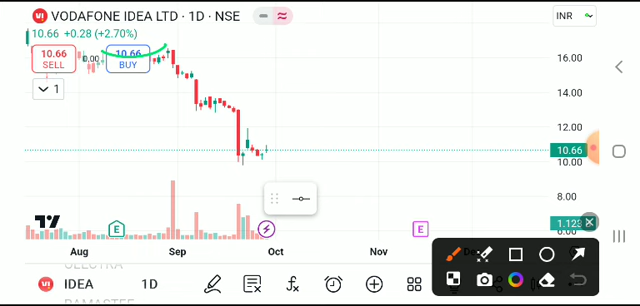 VODAFONE IDEA LTD · 1D · NSE
INR
10.66 +0.28 (+2.70%)
10.66 0.00 10.66
SELL BUY
1
16.00
14.00
12.00
10.66
10.00
8.00
1.123
E E
Aug Sep Oct Nov
IDEA 1D